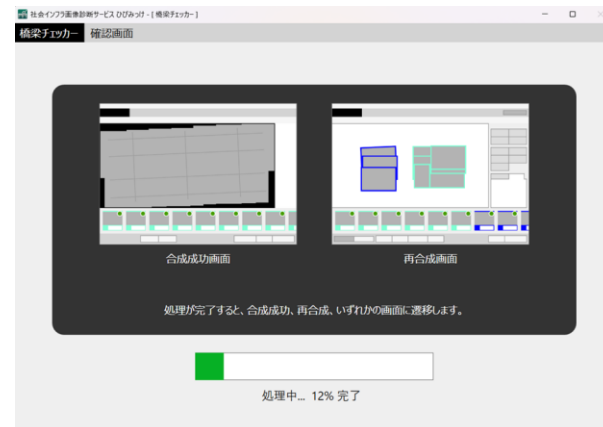 社会インフラ画像診断サービス ひびみっけ - [ 橋梁チェッカー ]
橋梁チェッカー 確認画面
合成成功画面 再合成画面
処理が完了すると、合成成功、再合成、いずれかの画面に遷移します。
処理中... 12% 完了